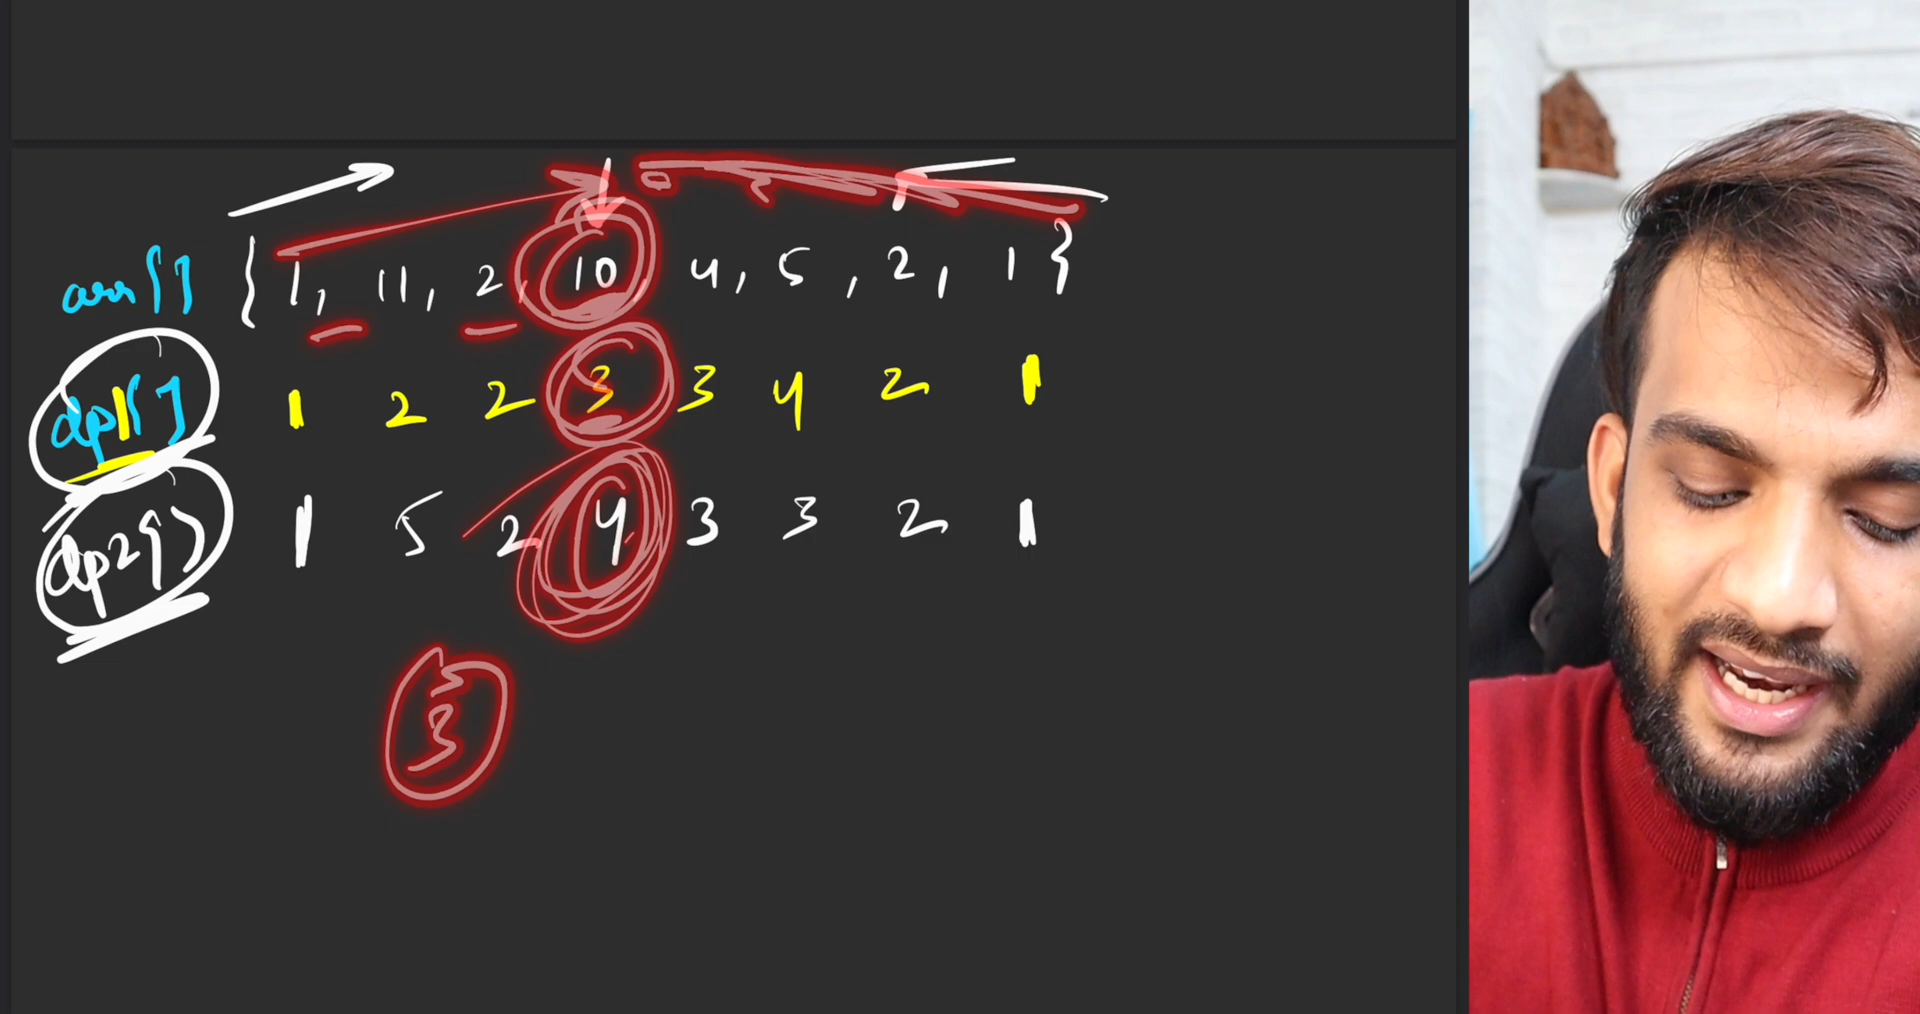 arr[] { 1, 11, 2, 10, 4, 5, 2, 1 }
dp1[] 1 2 2 3 3 4 2 1
dp2[] 1 5 2 4 3 3 2 1
3